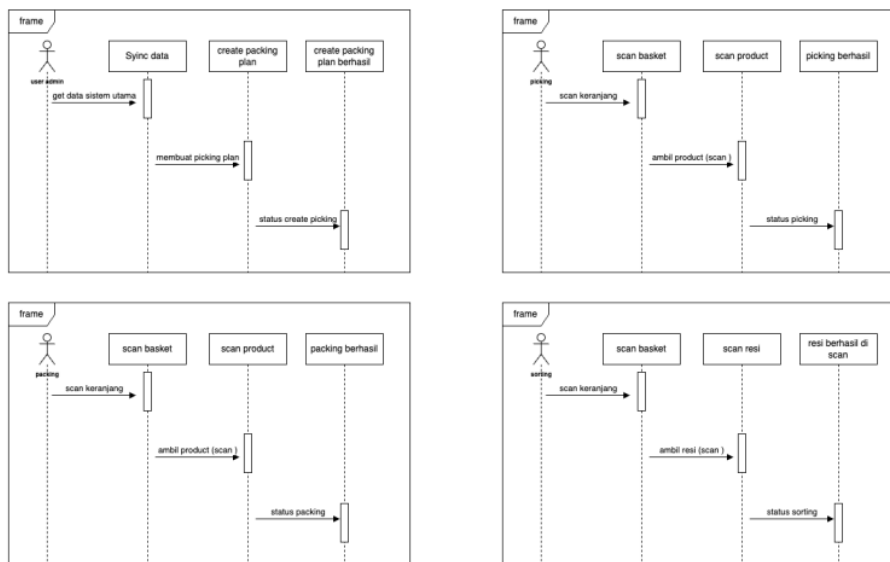 frame
user admin
Syinc data
create packing
plan
create packing
plan berhasil
get data sistem utama
membuat picking plan
status create picking
frame
picking
scan basket
scan product
picking berhasil
scan keranjang
ambil product (scan )
status picking
frame
packing
scan basket
scan product
packing berhasil
scan keranjang
ambil product (scan )
status packing
frame
sorting
scan basket
scan resi
resi berhasil di
scan
scan keranjang
ambil resi (scan )
status sorting